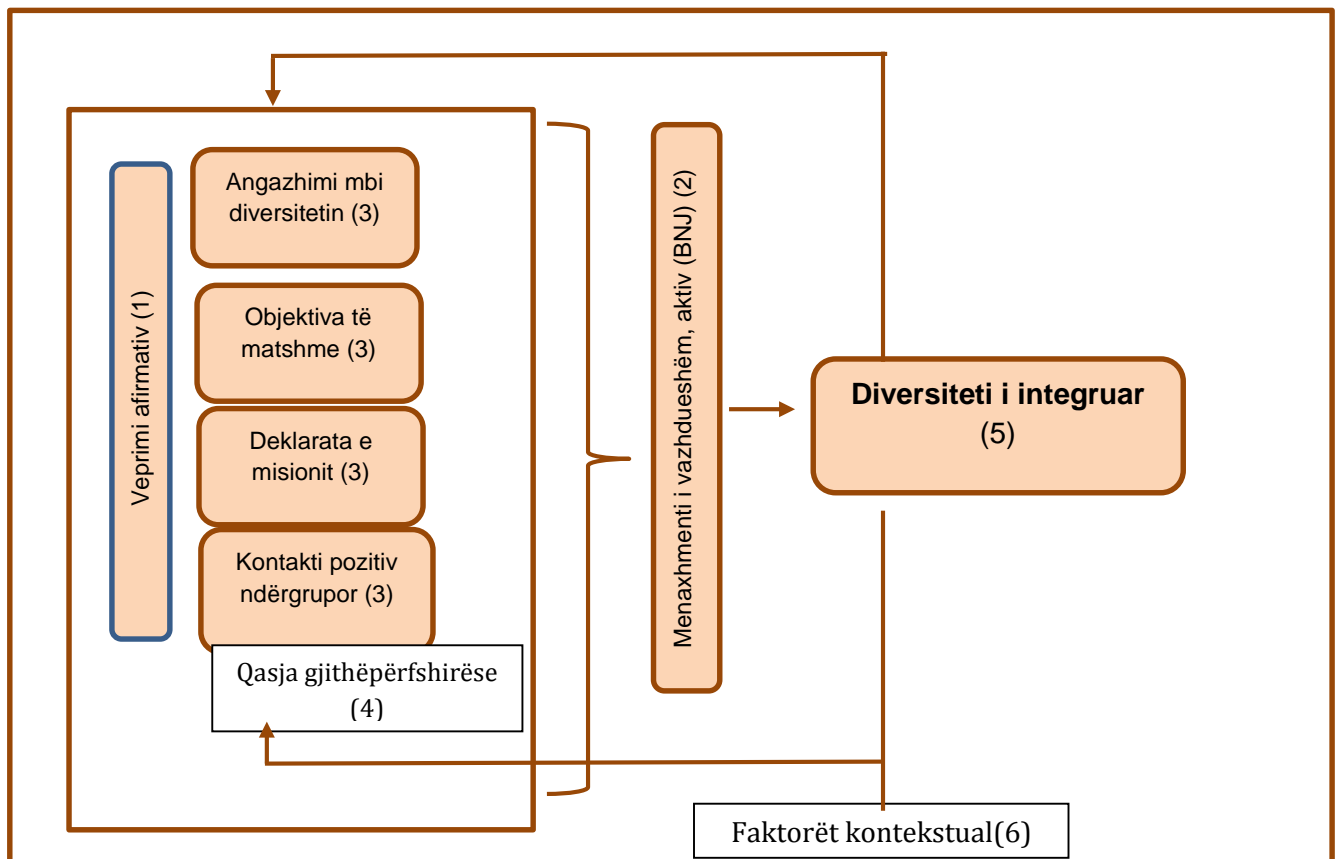 Veprimi afirmativ (1)
Angazhimi mbi
diversitetin (3)
Objektiva të
matshme (3)
Deklarata e
misionit (3)
Kontakti pozitiv
ndërgrupor (3)
Qasja gjithëpërfshirëse
(4)
Menaxhmenti i vazhdueshëm, aktiv (BNJ) (2)
Diversiteti i integruar
(5)
Faktorët kontekstual(6)